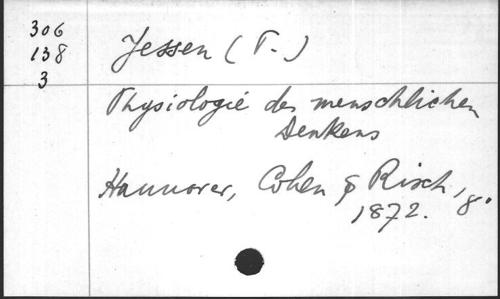 306
138
3
Jessen (P.)
Physiologie des menschlichen
Denkens
Hannover, Cohen & Risch, 8°
1872.